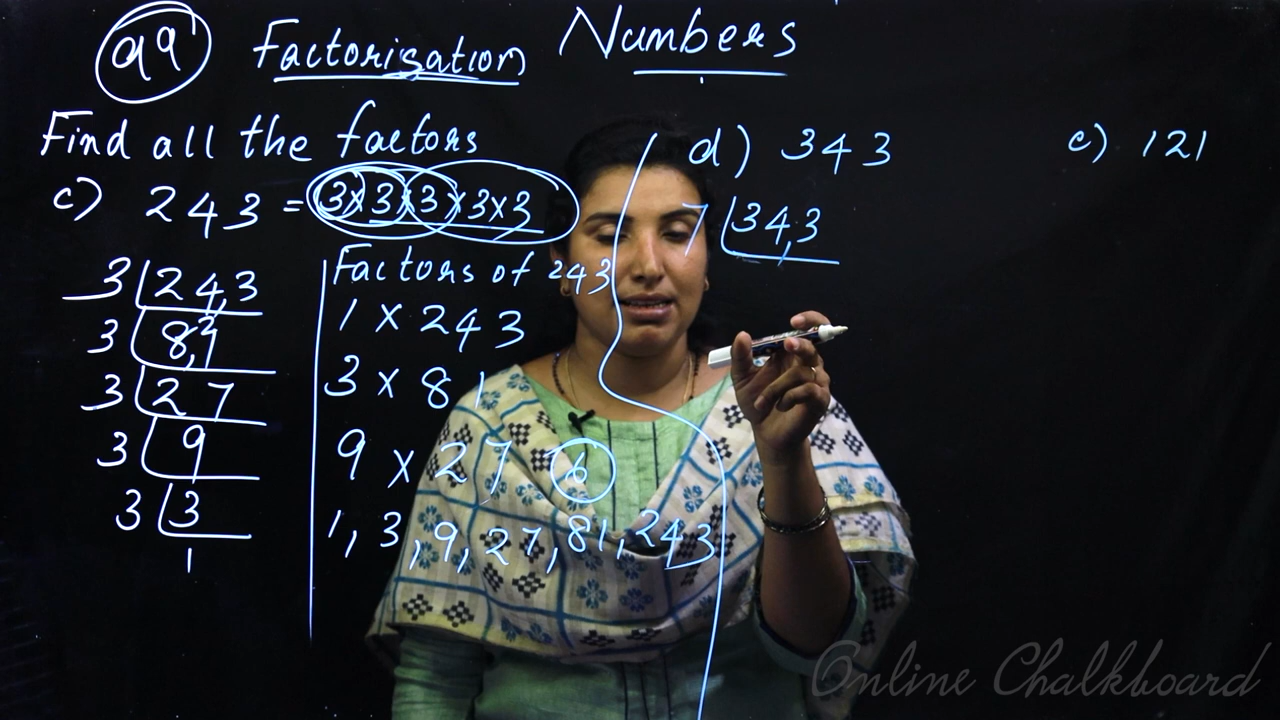 Q9 Factorisation Numbers
Find all the factors
c) 243 = 3×3×3×3×3
3 | 243
3 | 81
3 | 27
3 | 9
3 | 3
1
Factors of 243
1 × 243
3 × 81
9 × 27 6
1, 3, 9, 27, 81, 243
d) 343
7 | 343
e) 121
Online Chalkboard